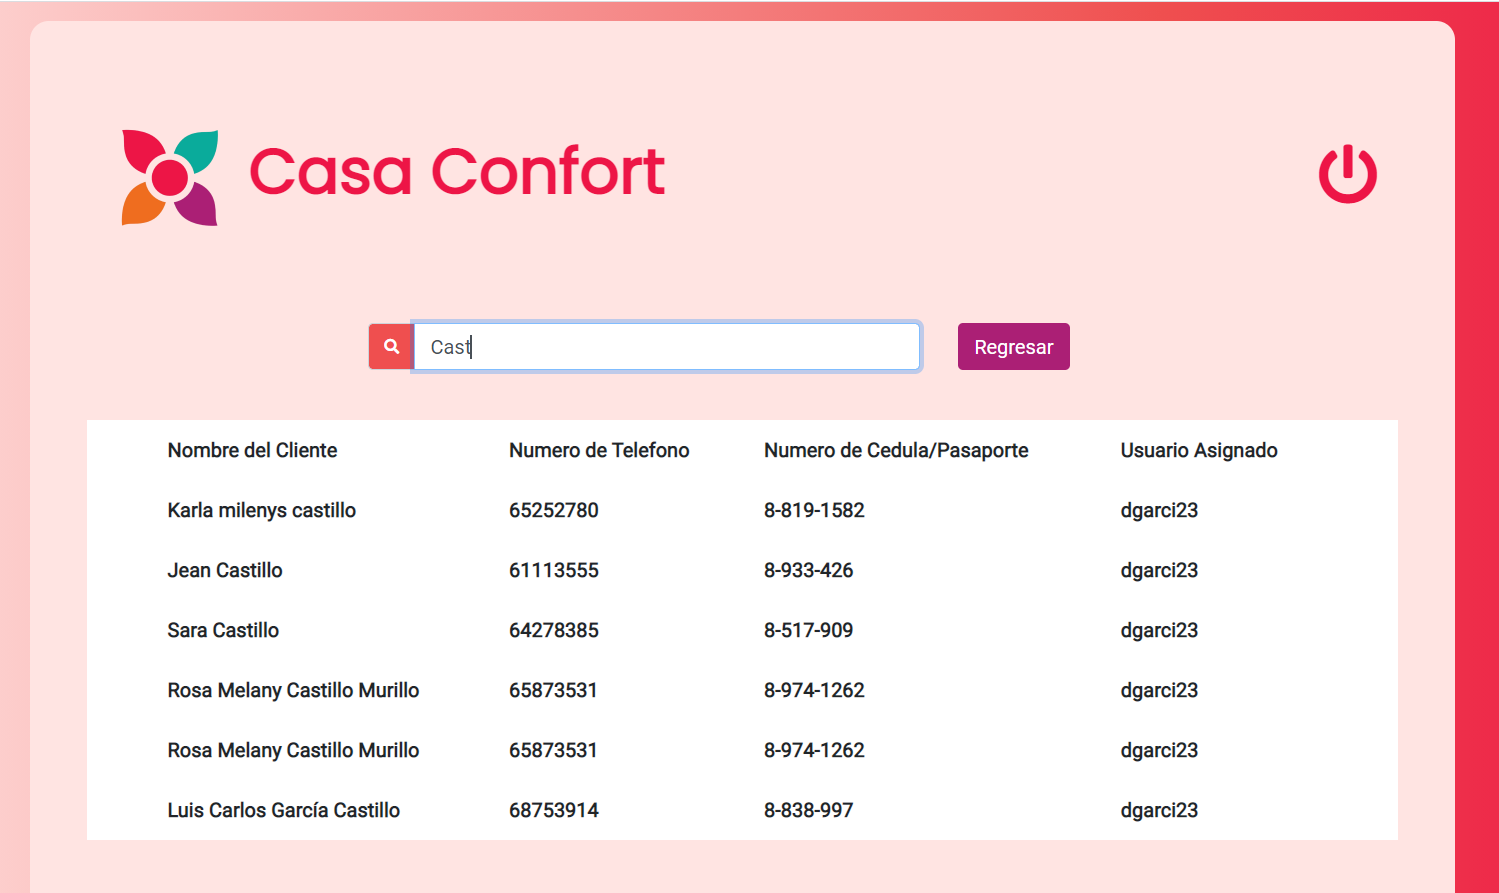 Casa Confort
Cast
Regresar
Nombre del Cliente Numero de Telefono Numero de Cedula/Pasaporte Usuario Asignado
Karla milenys castillo 65252780 8-819-1582 dgarci23
Jean Castillo 61113555 8-933-426 dgarci23
Sara Castillo 64278385 8-517-909 dgarci23
Rosa Melany Castillo Murillo 65873531 8-974-1262 dgarci23
Rosa Melany Castillo Murillo 65873531 8-974-1262 dgarci23
Luis Carlos García Castillo 68753914 8-838-997 dgarci23